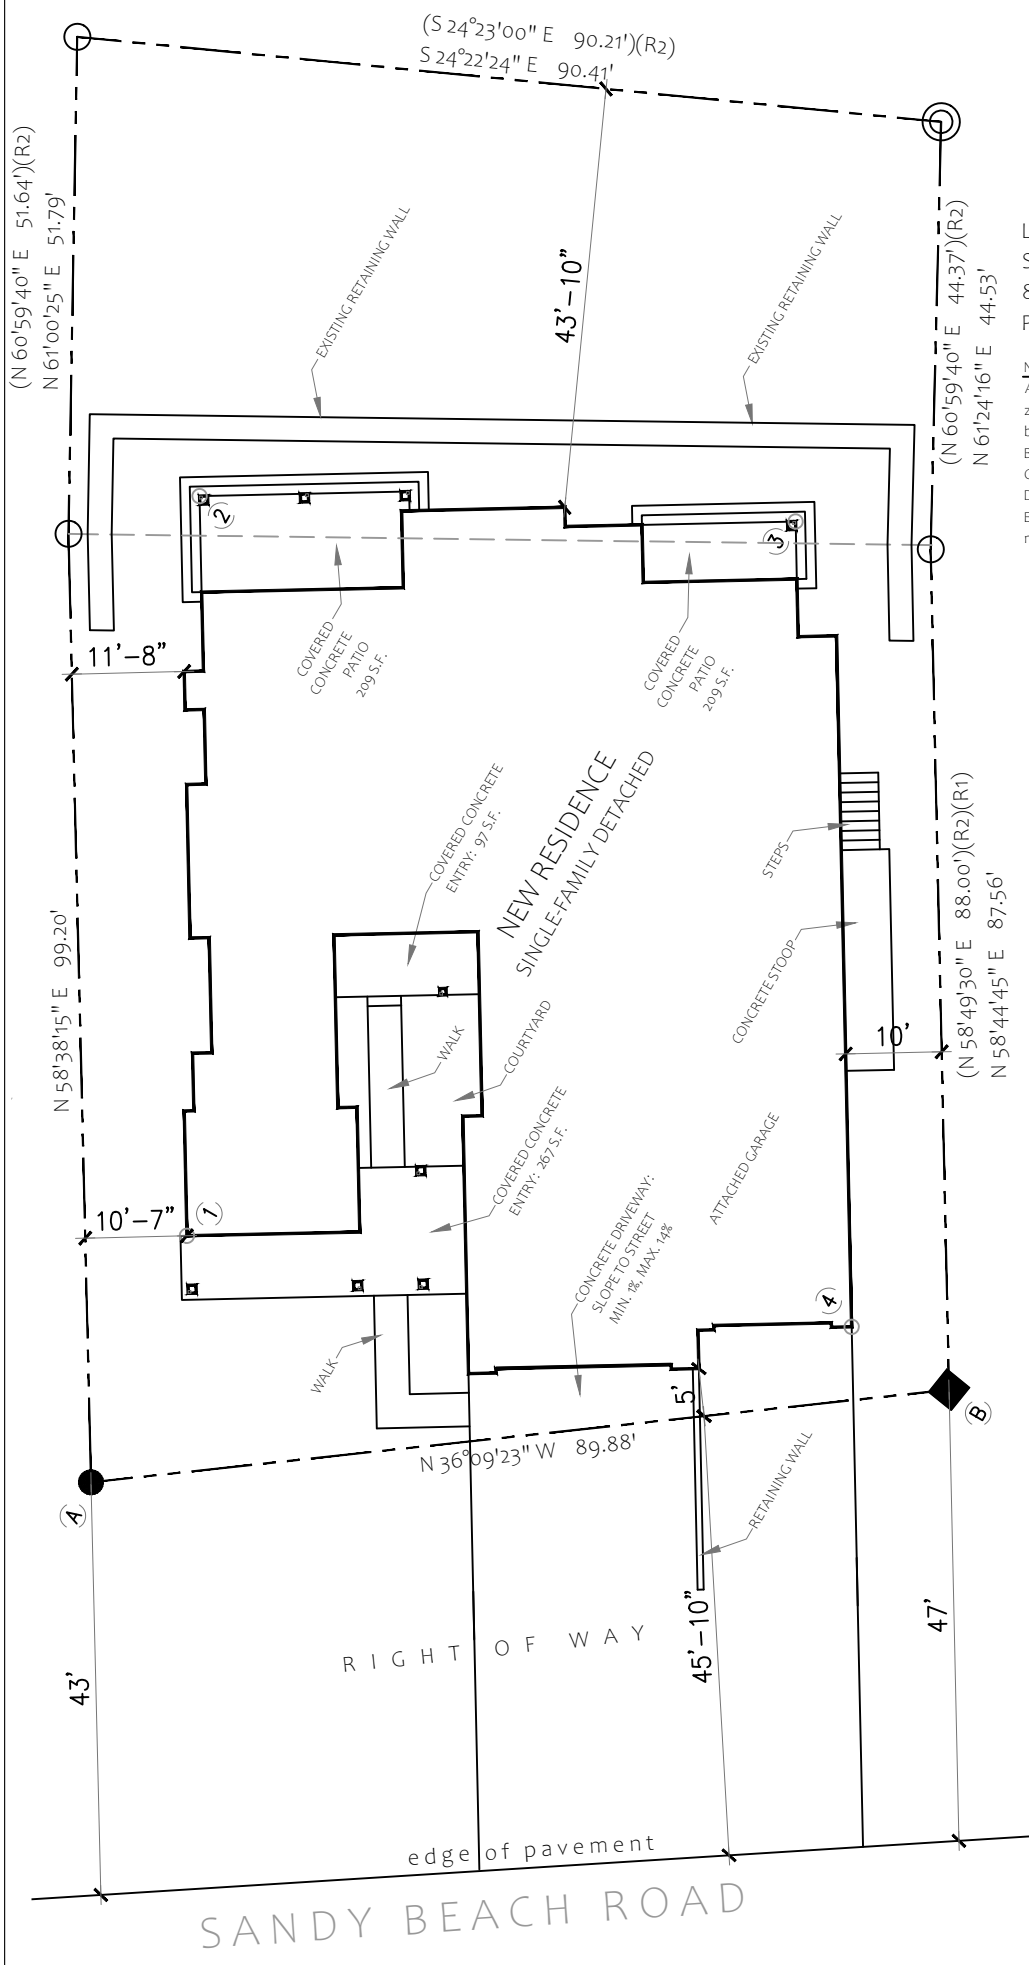 (S 24°23'00" E 90.21')(R2)
S 24°22'24" E 90.41'
(N 60'59'40" E 51.64')(R2)
N 61'00'25" E 51.79'
EXISTING RETAINING WALL
43'-10"
EXISTING RETAINING WALL
(N 60'59'40" E 44.37')(R2)
N 61'24'16" E 44.53'
(2)
(3)
11'-8"
COVERED
CONCRETE
PATIO
209 S.F.
COVERED
CONCRETE
PATIO
209 S.F.
COVERED CONCRETE
ENTRY: 97 S.F.
NEW RESIDENCE
SINGLE-FAMILY DETACHED
STEPS
(N 58'49'30" E 88.00')(R2)(R1)
N 58'44'45" E 87.56'
N 58'38'15" E 99.20'
WALK
COURTYARD
CONCRETE STOOP
10'
COVERED CONCRETE
ENTRY: 267 S.F.
ATTACHED GARAGE
10'-7"
(1)
CONCRETE DRIVEWAY:
SLOPE TO STREET
MIN. 1%, MAX. 14%
(4)
WALK
5'
(B)
N 36°09'23" W 89.88'
(A)
RETAINING WALL
RIGHT OF WAY
43'
45'-10"
47'
edge of pavement
SANDY BEACH ROAD